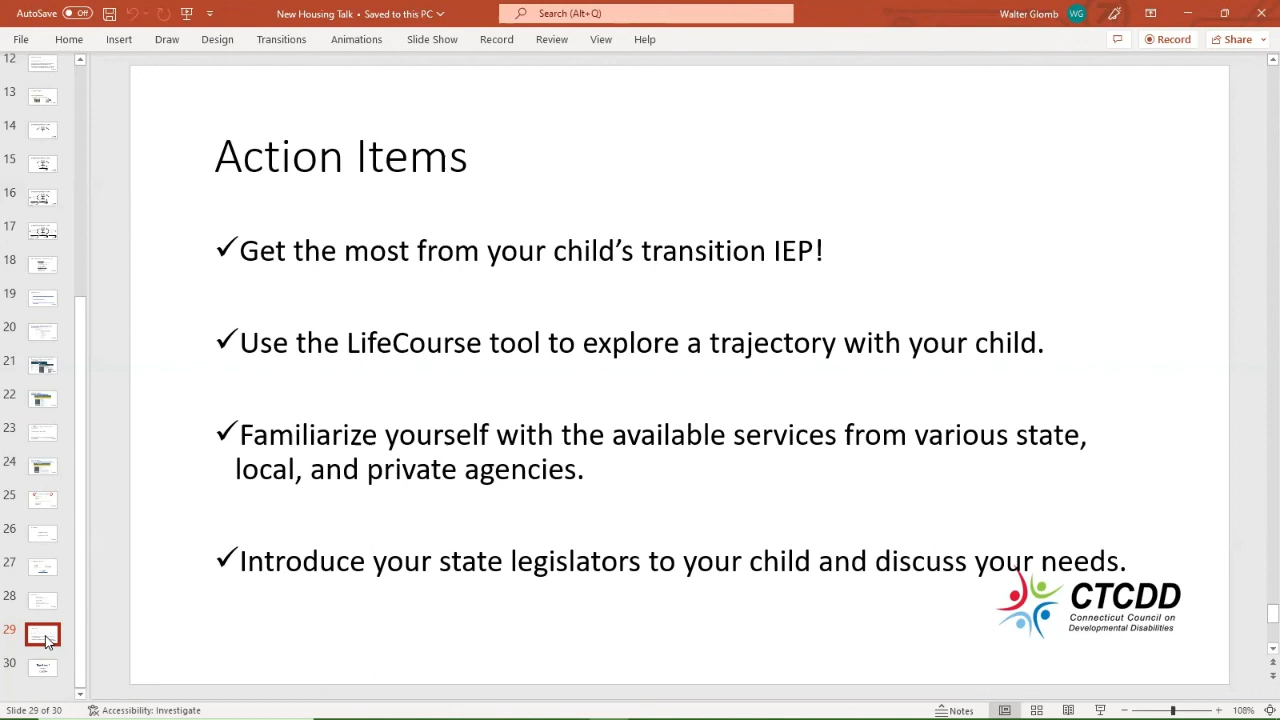 AutoSave Off New Housing Talk - Saved to this PC Search (Alt+Q) Walter Glomb WG
File Home Insert Draw Design Transitions Animations Slide Show Record Review View Help Record Share
12
13
14
15
16
17
18
20
21
22
23
24
25
26
28
29
30
Action Items
✓Get the most from your child’s transition IEP!
✓Use the LifeCourse tool to explore a trajectory with your child.
✓Familiarize yourself with the available services from various state,
local, and private agencies.
✓Introduce your state legislators to your child and discuss your needs.
CTCDD
Connecticut Council on
Developmental Disabilities
Slide 29 of 30 Accessibility: Investigate Notes 108%